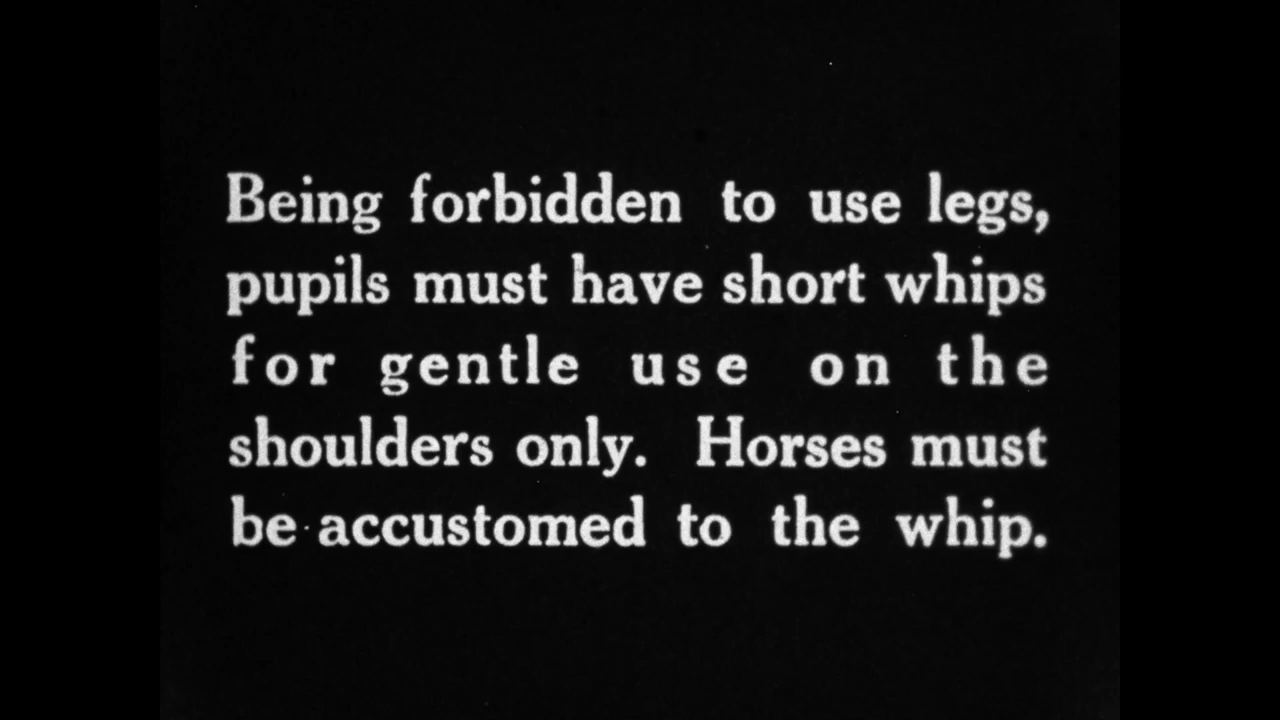 Being forbidden to use legs,
pupils must have short whips
for gentle use on the
shoulders only. Horses must
be accustomed to the whip.